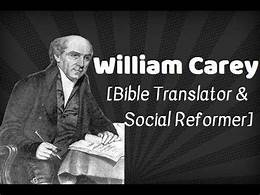 William Carey
[Bible Translator &
Social Reformer]